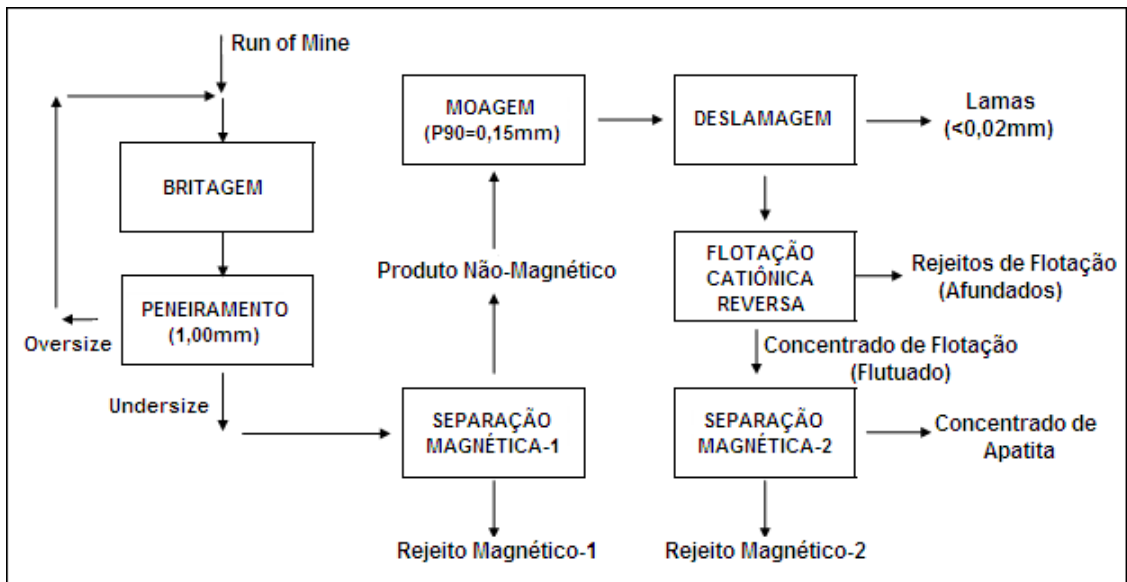 Run of Mine
BRITAGEM
PENEIRAMENTO
(1,00mm)
Oversize
Undersize
SEPARAÇÃO
MAGNÉTICA-1
Rejeito Magnético-1
Produto Não-Magnético
MOAGEM
(P90=0,15mm)
DESLAMAGEM
Lamas
(<0,02mm)
FLOTAÇÃO
CATIÔNICA
REVERSA
Rejeitos de Flotação
(Afundados)
Concentrado de Flotação
(Flutuado)
SEPARAÇÃO
MAGNÉTICA-2
Concentrado de
Apatita
Rejeito Magnético-2